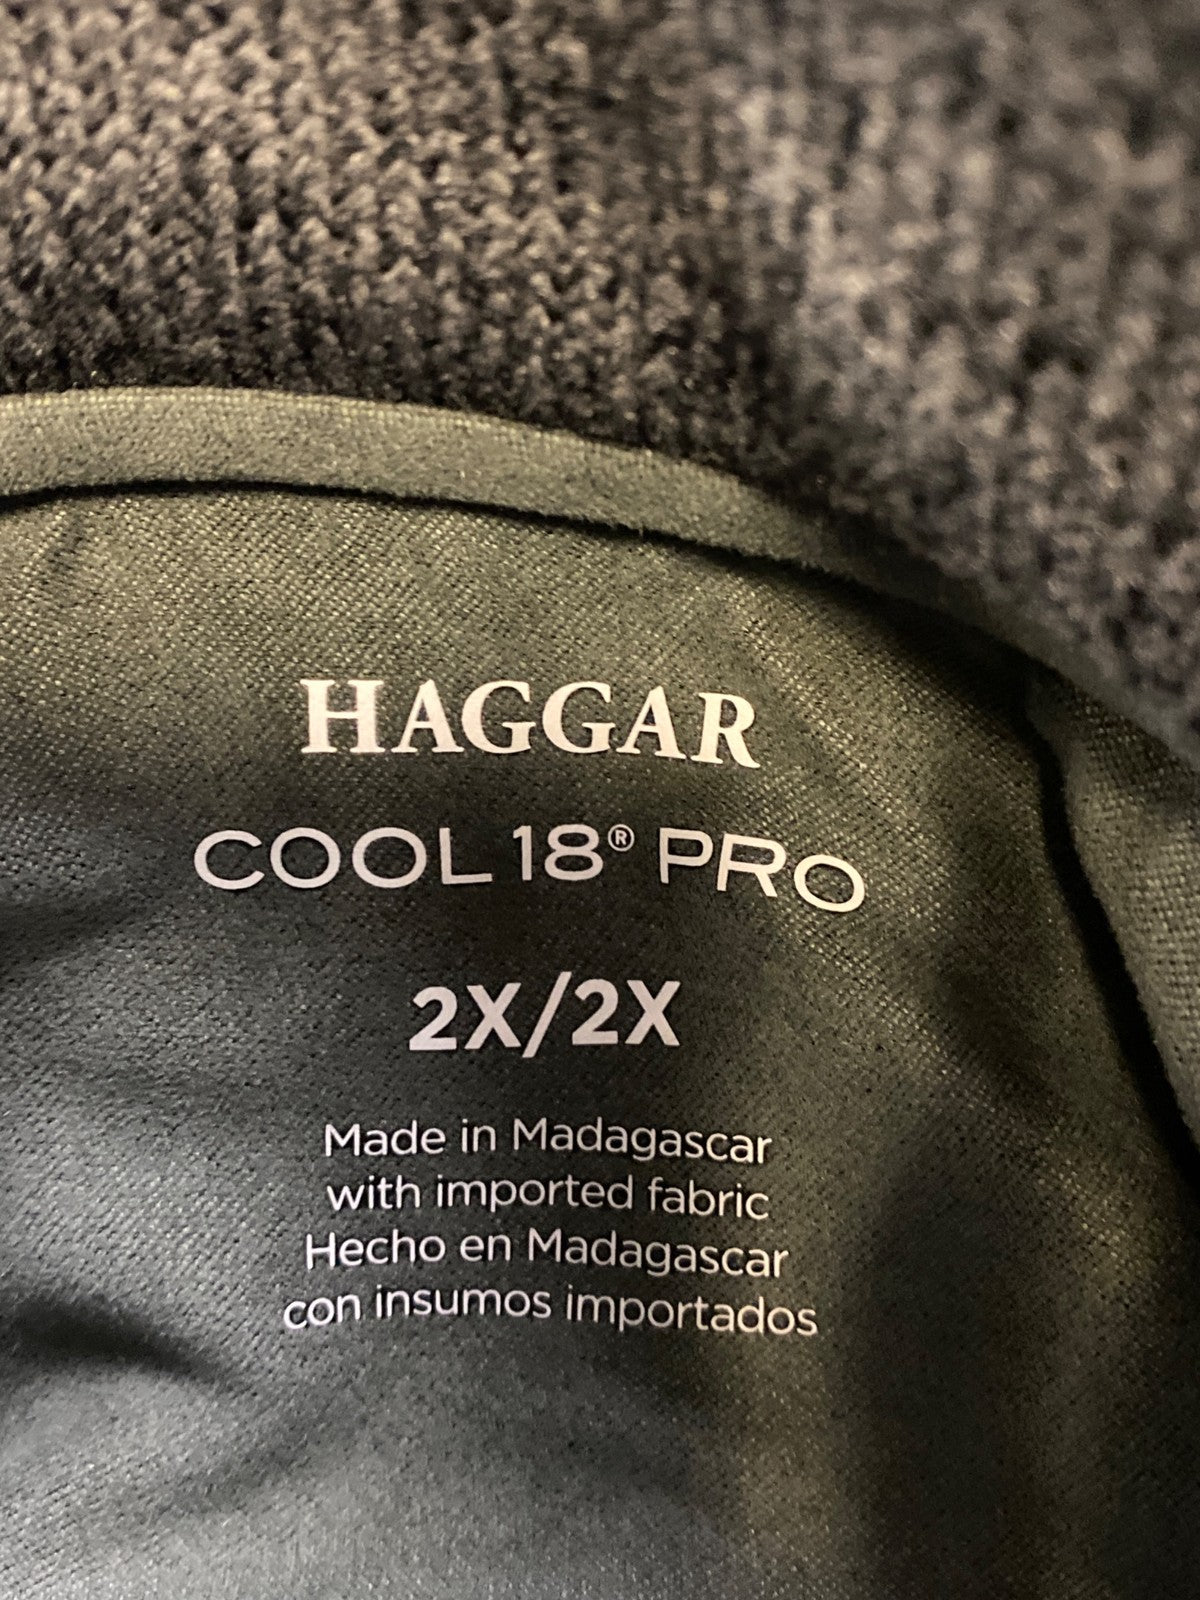 HAGGAR
COOL 18® PRO
2X/2X
Made in Madagascar
with imported fabric
Hecho en Madagascar
con insumos importados